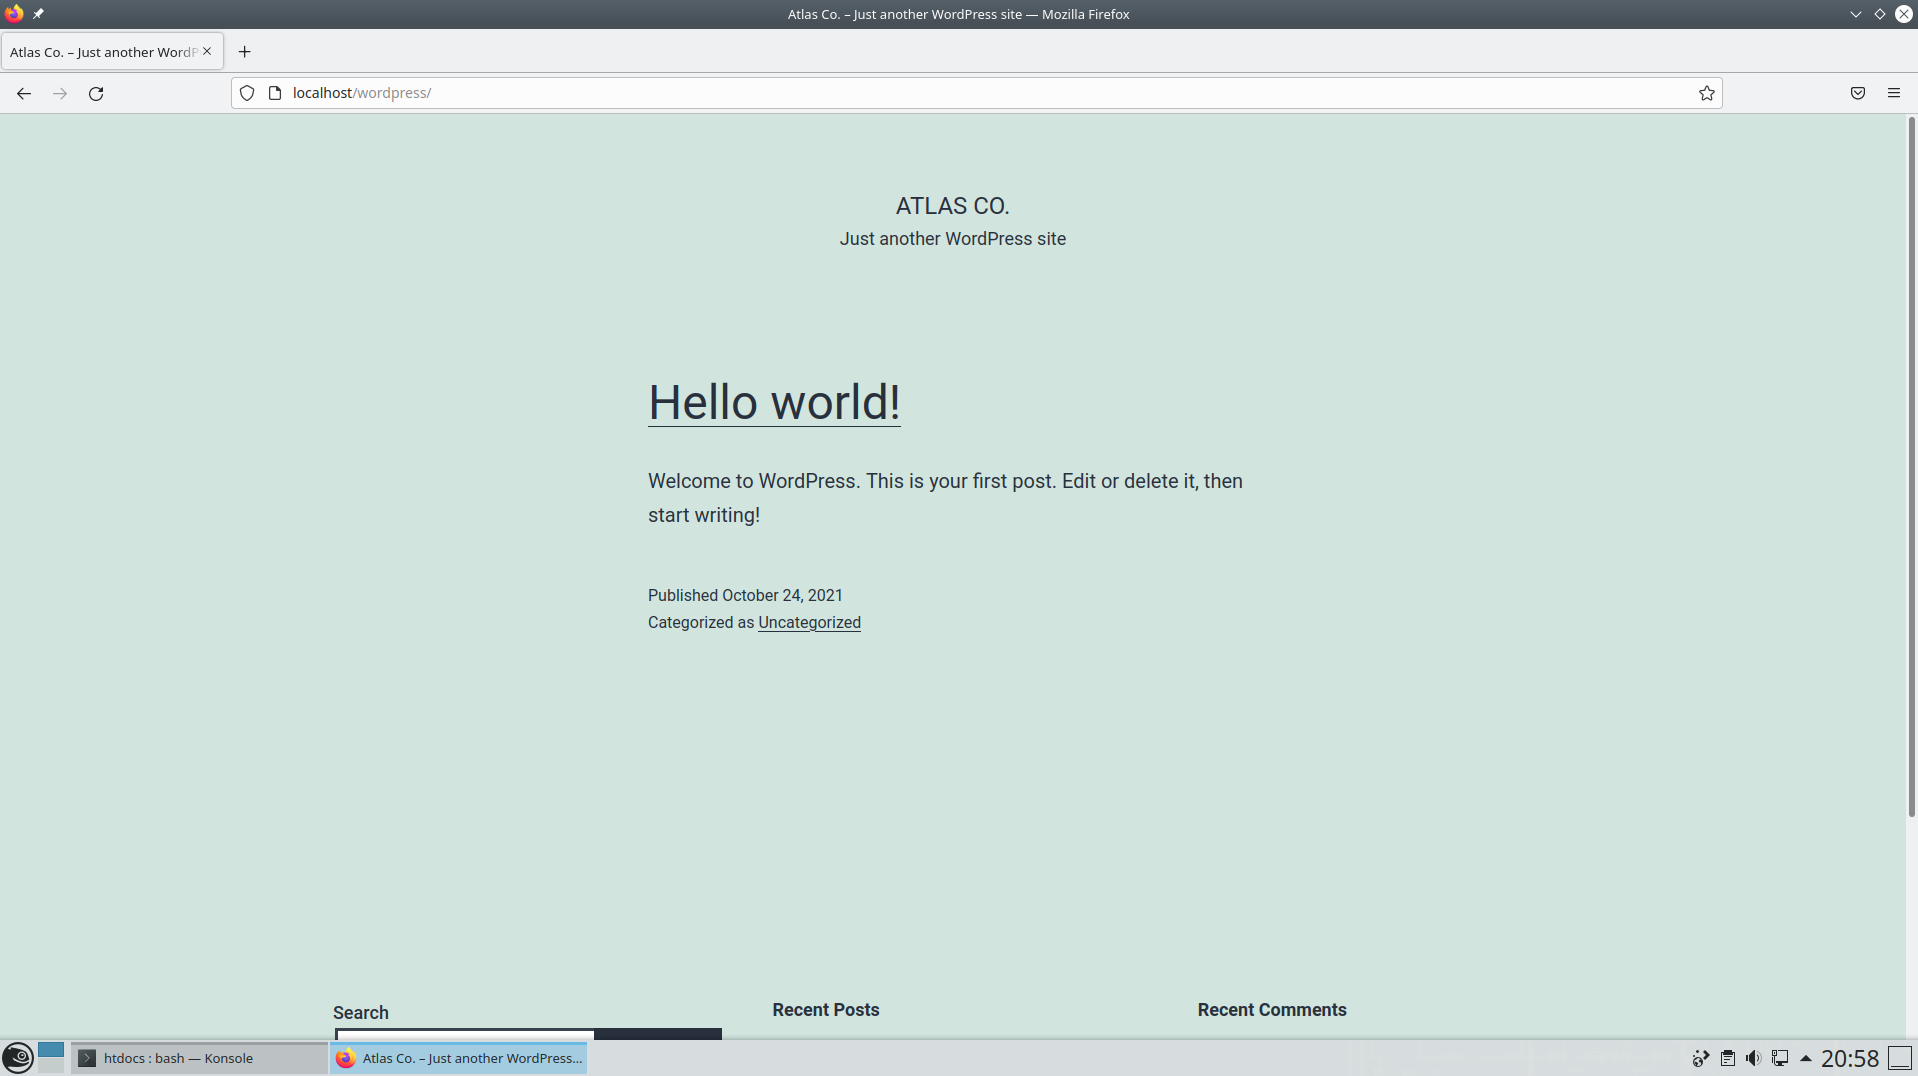 Atlas Co. – Just another WordPress site — Mozilla Firefox
Atlas Co. – Just another WordP
localhost/wordpress/
ATLAS CO.
Just another WordPress site
Hello world!
Welcome to WordPress. This is your first post. Edit or delete it, then
start writing!
Published October 24, 2021
Categorized as Uncategorized
Search
Recent Posts
Recent Comments
htdocs : bash — Konsole
Atlas Co. – Just another WordPress...
20:58